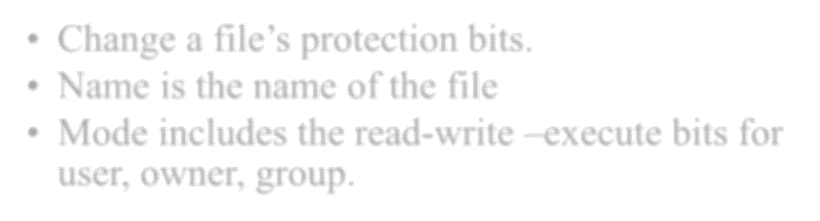 • Change a file’s protection bits.
• Name is the name of the file
• Mode includes the read-write –execute bits for
user, owner, group.